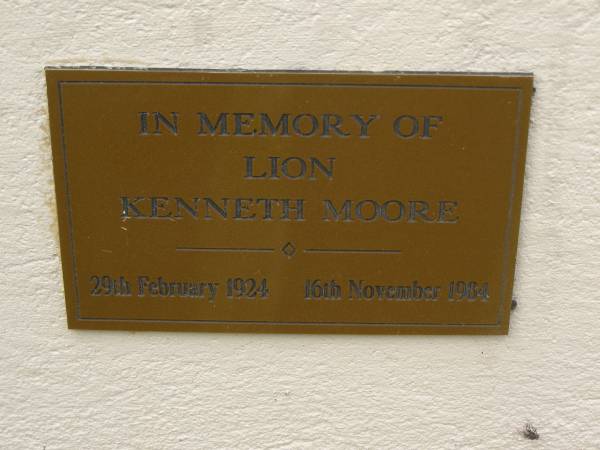 IN MEMORY OF
LION
KENNETH MOORE
29th February 1924 16th November 1984